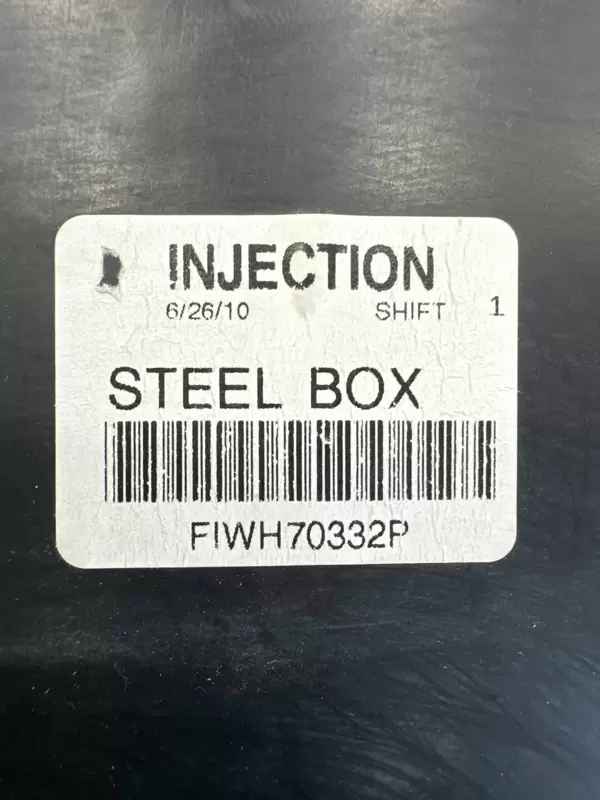 INJECTION
6/26/10 SHIFT 1
STEEL BOX
FIWH70332P